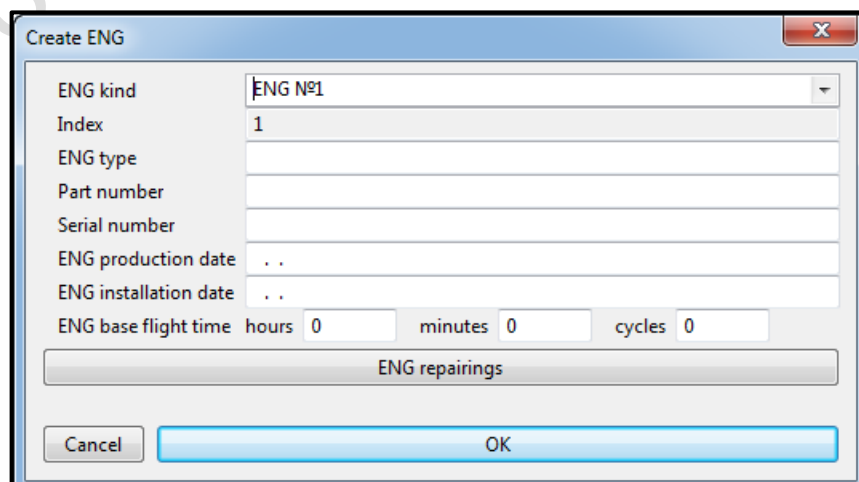 Create ENG
ENG kind ENG №1
Index 1
ENG type
Part number
Serial number
ENG production date . .
ENG installation date . .
ENG base flight time hours 0 minutes 0 cycles 0
ENG repairings
Cancel OK